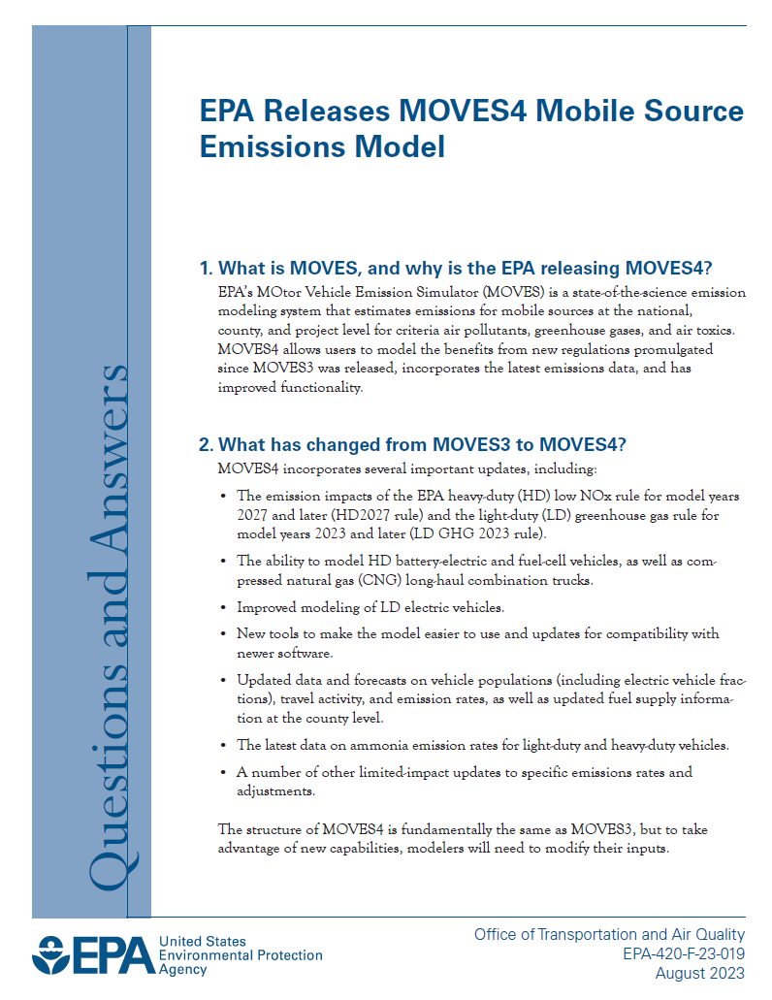 EPA Releases MOVES4 Mobile Source
Emissions Model
1. What is MOVES, and why is the EPA releasing MOVES4?
EPA's MOtor Vehicle Emission Simulator (MOVES) is a state-of-the-science emission
modeling system that estimates emissions for mobile sources at the national,
county, and project level for criteria air pollutants, greenhouse gases, and air toxics.
MOVES4 allows users to model the benefits from new regulations promulgated
since MOVES3 was released, incorporates the latest emissions data, and has
improved functionality.
2. What has changed from MOVES3 to MOVES4?
MOVES4 incorporates several important updates, including:
• The emission impacts of the EPA heavy-duty (HD) low NOx rule for model years
2027 and later (HD2027 rule) and the light-duty (LD) greenhouse gas rule for
model years 2023 and later (LD GHG 2023 rule).
• The ability to model HD battery-electric and fuel-cell vehicles, as well as com-
pressed natural gas (CNG) long-haul combination trucks.
• Improved modeling of LD electric vehicles.
• New tools to make the model easier to use and updates for compatibility with
newer software.
• Updated data and forecasts on vehicle populations (including electric vehicle frac-
tions), travel activity, and emission rates, as well as updated fuel supply informa-
tion at the county level.
• The latest data on ammonia emission rates for light-duty and heavy-duty vehicles.
• A number of other limited-impact updates to specific emissions rates and
adjustments.
The structure of MOVES4 is fundamentally the same as MOVES3, but to take
advantage of new capabilities, modelers will need to modify their inputs.
Questions and Answers
EPA
United States
Environmental Protection
Agency
Office of Transportation and Air Quality
EPA-420-F-23-019
August 2023